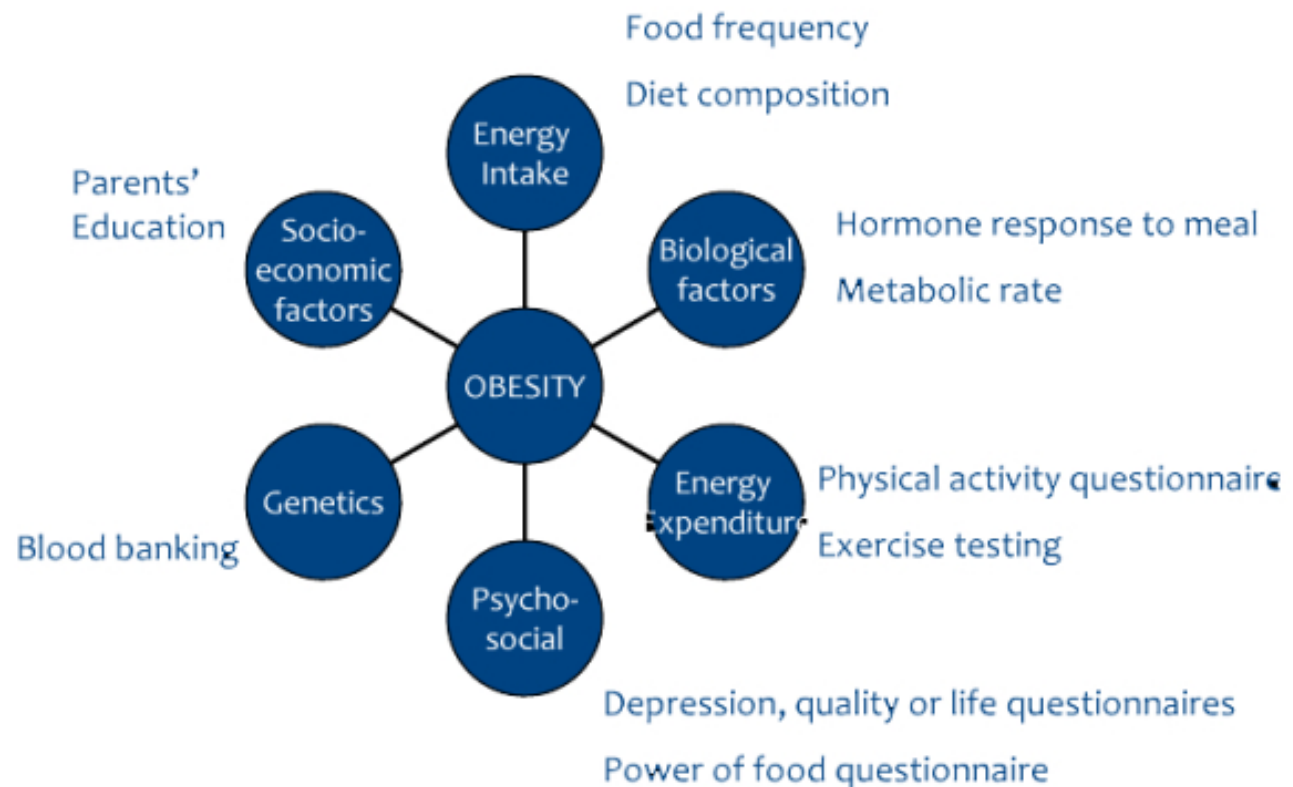 Food frequency
Diet composition
Energy
Intake
Parents'
Education
Socio-
economic
factors
Biological
factors
Hormone response to meal
Metabolic rate
OBESITY
Genetics
Blood banking
Energy
Expenditure
Physical activity questionnaire
Exercise testing
Psycho-
social
Depression, quality or life questionnaires
Power of food questionnaire